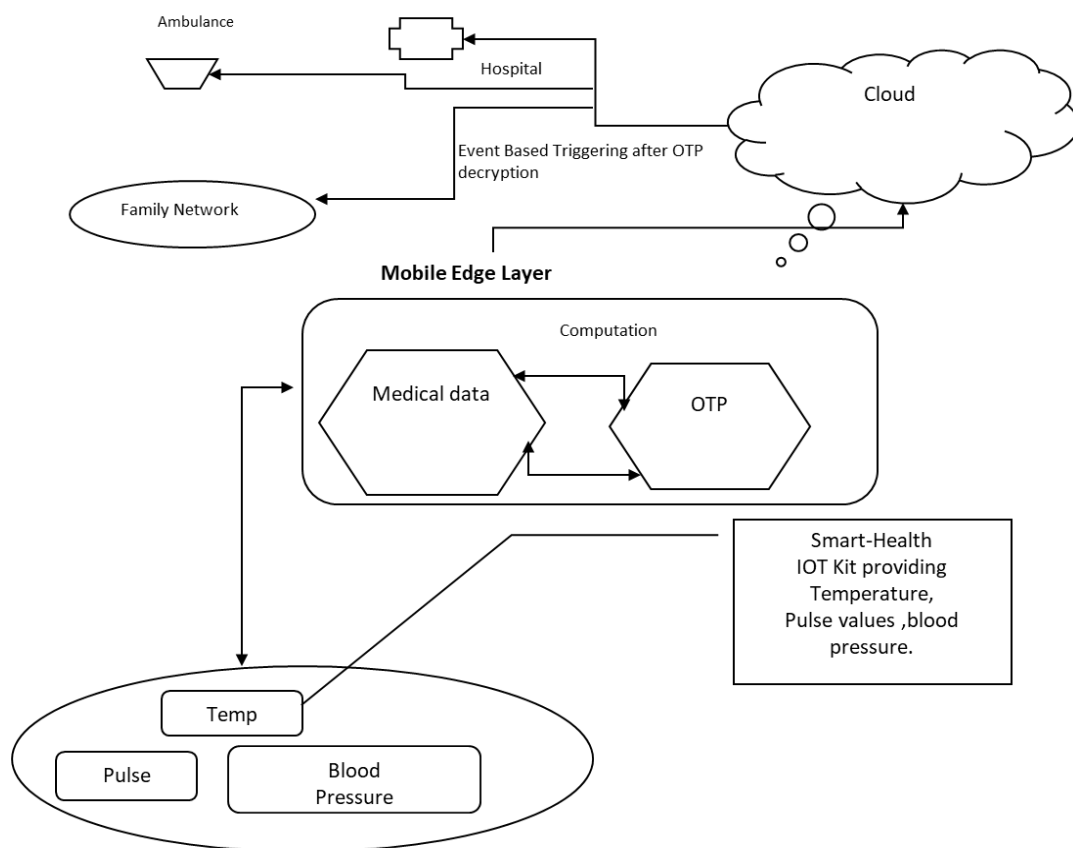 Ambulance
Hospital
Cloud
Event Based Triggering after OTP
decryption
Family Network
Mobile Edge Layer
Computation
Medical data
OTP
Smart-Health
IOT Kit providing
Temperature,
Pulse values ,blood
pressure.
Temp
Pulse
Blood
Pressure